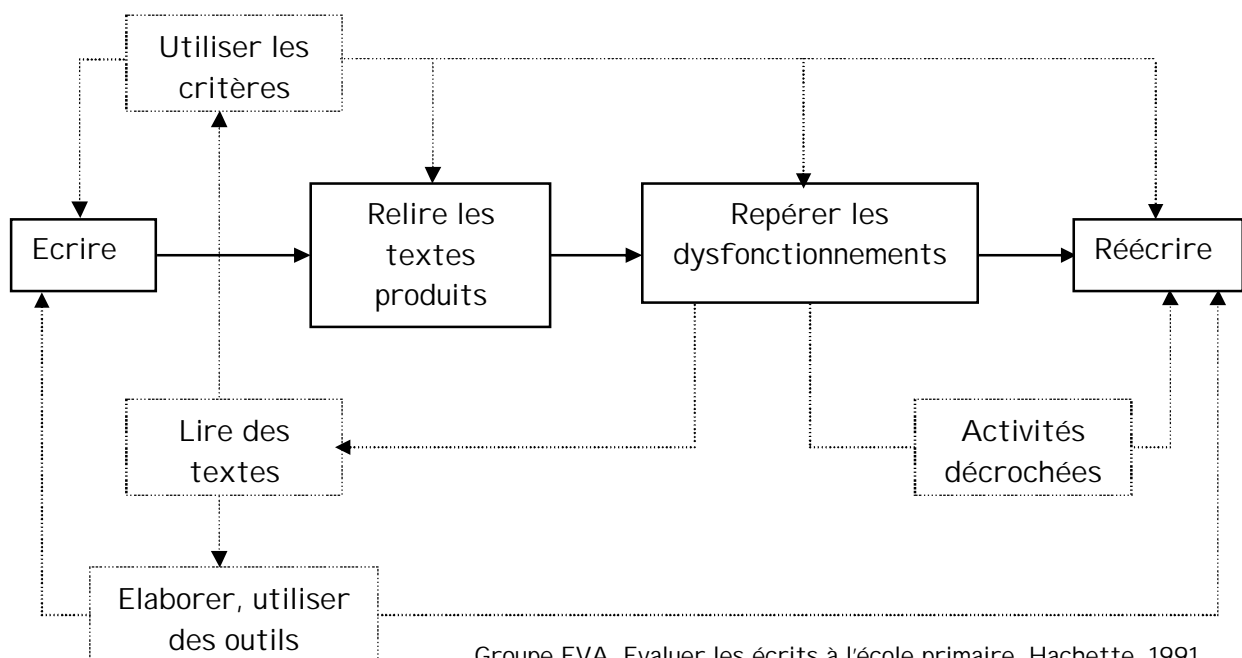 Utiliser les
critères
Ecrire
Relire les
textes
produits
Repérer les
dysfonctionnements
Réécrire
Lire des
textes
Activités
décrochées
Elaborer, utiliser
des outils
Groupe EVA, Evaluer les écrits à l'école primaire, Hachette, 1991